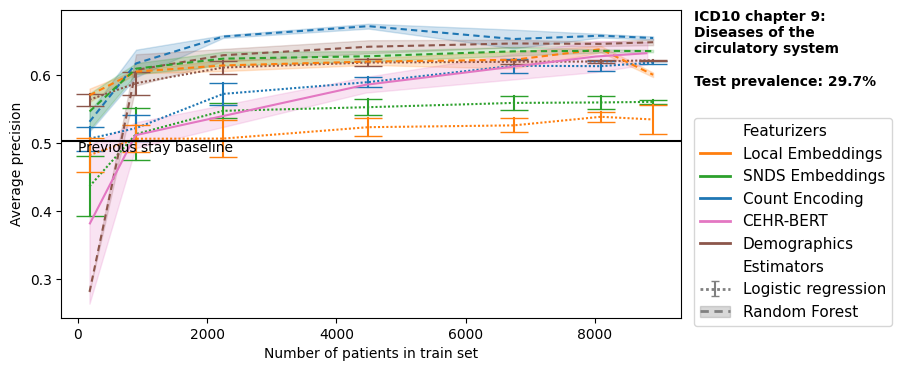 ICD10 chapter 9:
Diseases of the
circulatory system
Test prevalence: 29.7%
Average precision
0.6
0.5
0.4
0.3
Previous stay baseline
0
2000
4000
6000
8000
Number of patients in train set
Featurizers
Local Embeddings
SNDS Embeddings
Count Encoding
CEHR-BERT
Demographics
Estimators
Logistic regression
Random Forest